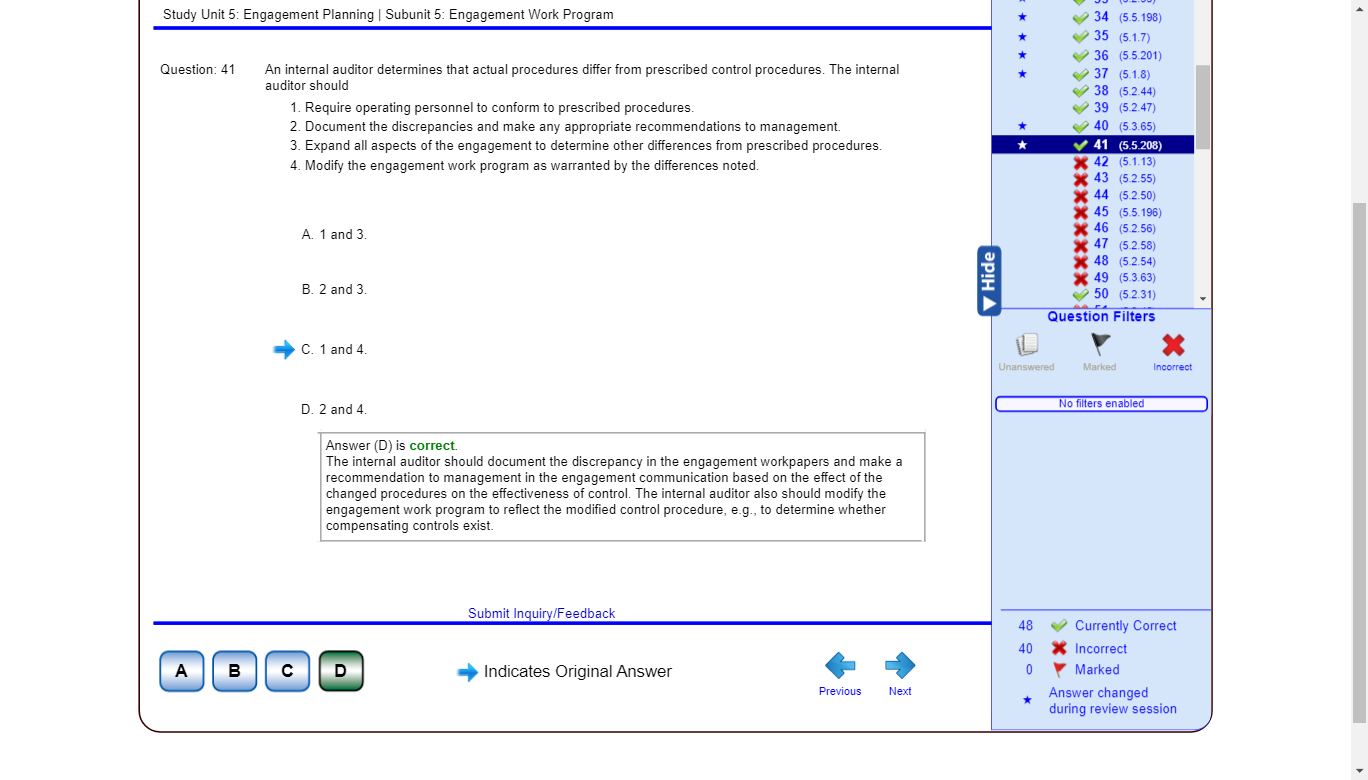 Study Unit 5: Engagement Planning | Subunit 5: Engagement Work Program
Question: 41
An internal auditor determines that actual procedures differ from prescribed control procedures. The internal
auditor should
1. Require operating personnel to conform to prescribed procedures.
2. Document the discrepancies and make any appropriate recommendations to management.
3. Expand all aspects of the engagement to determine other differences from prescribed procedures.
4. Modify the engagement work program as warranted by the differences noted.
A. 1 and 3.
B. 2 and 3.
C. 1 and 4.
D. 2 and 4.
Answer (D) is correct.
The internal auditor should document the discrepancy in the engagement workpapers and make a
recommendation to management in the engagement communication based on the effect of the
changed procedures on the effectiveness of control. The internal auditor also should modify the
engagement work program to reflect the modified control procedure, e.g., to determine whether
compensating controls exist.
Submit Inquiry/Feedback
A B C D
Indicates Original Answer
Previous
Next
34 (5.5.198)
35 (5.1.7)
36 (5.5.201)
37 (5.1.8)
38 (5.2.44)
39 (5.2.47)
40 (5.3.65)
41 (5.5.208)
42 (5.1.13)
43 (5.2.55)
44 (5.2.50)
45 (5.5.196)
46 (5.2.56)
47 (5.2.58)
48 (5.2.54)
49 (5.3.63)
50 (5.2.31)
Hide
Question Filters
Unanswered
Marked
Incorrect
No filters enabled
48 Currently Correct
40 Incorrect
0 Marked
Answer changed
during review session